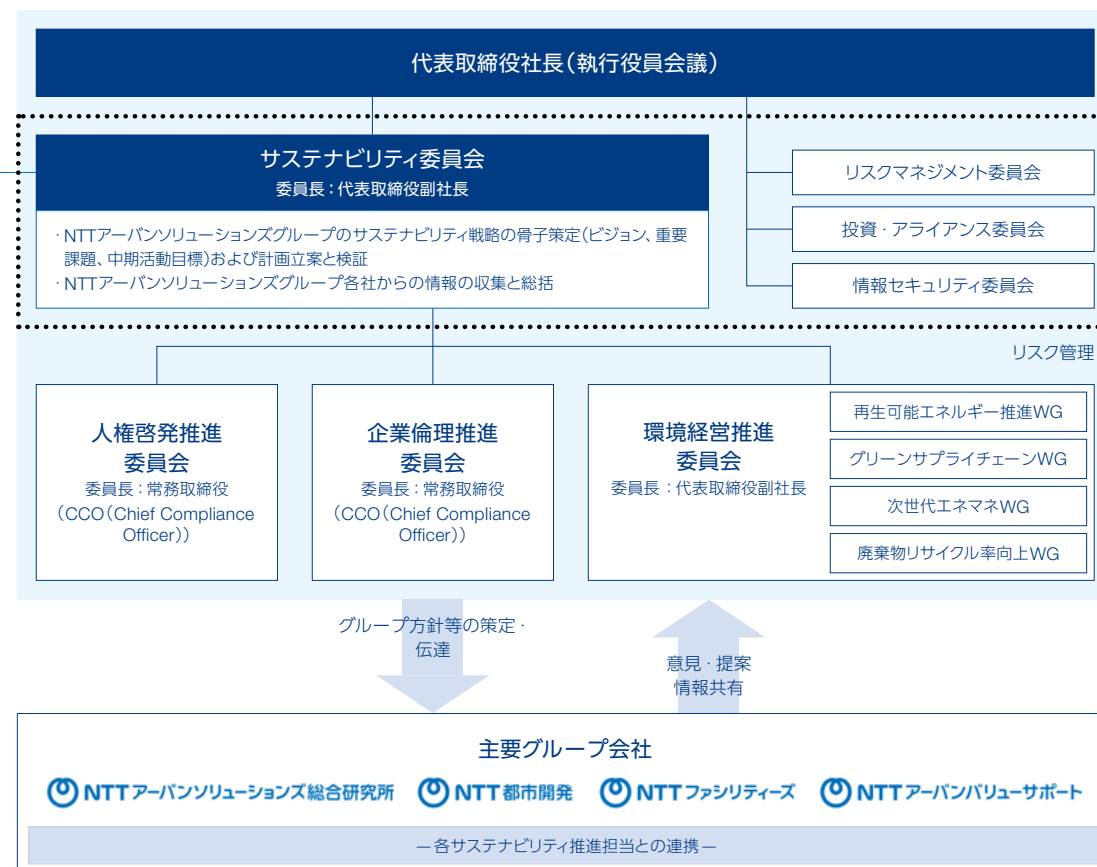 代表取締役社長(執行役員会議)
サステナビリティ委員会
委員長：代表取締役副社長
・NTTアーバンソリューションズグループのサステナビリティ戦略の骨子策定(ビジョン、重要
課題、中期活動目標)および計画立案と検証
・NTTアーバンソリューションズグループ各社からの情報の収集と総括
リスクマネジメント委員会
投資・アライアンス委員会
情報セキュリティ委員会
リスク管理
人権啓発推進
委員会
委員長：常務取締役
(CCO(Chief Compliance
Officer))
企業倫理推進
委員会
委員長：常務取締役
(CCO(Chief Compliance
Officer))
環境経営推進
委員会
委員長：代表取締役副社長
再生可能エネルギー推進WG
グリーンサプライチェーンWG
次世代エネマネWG
廃棄物リサイクル率向上WG
グループ方針等の策定・
伝達
意見・提案
情報共有
主要グループ会社
NTTアーバンソリューションズ総合研究所
NTT都市開発
NTTファシリティーズ
NTTアーバンバリューサポート
―各サステナビリティ推進担当との連携―